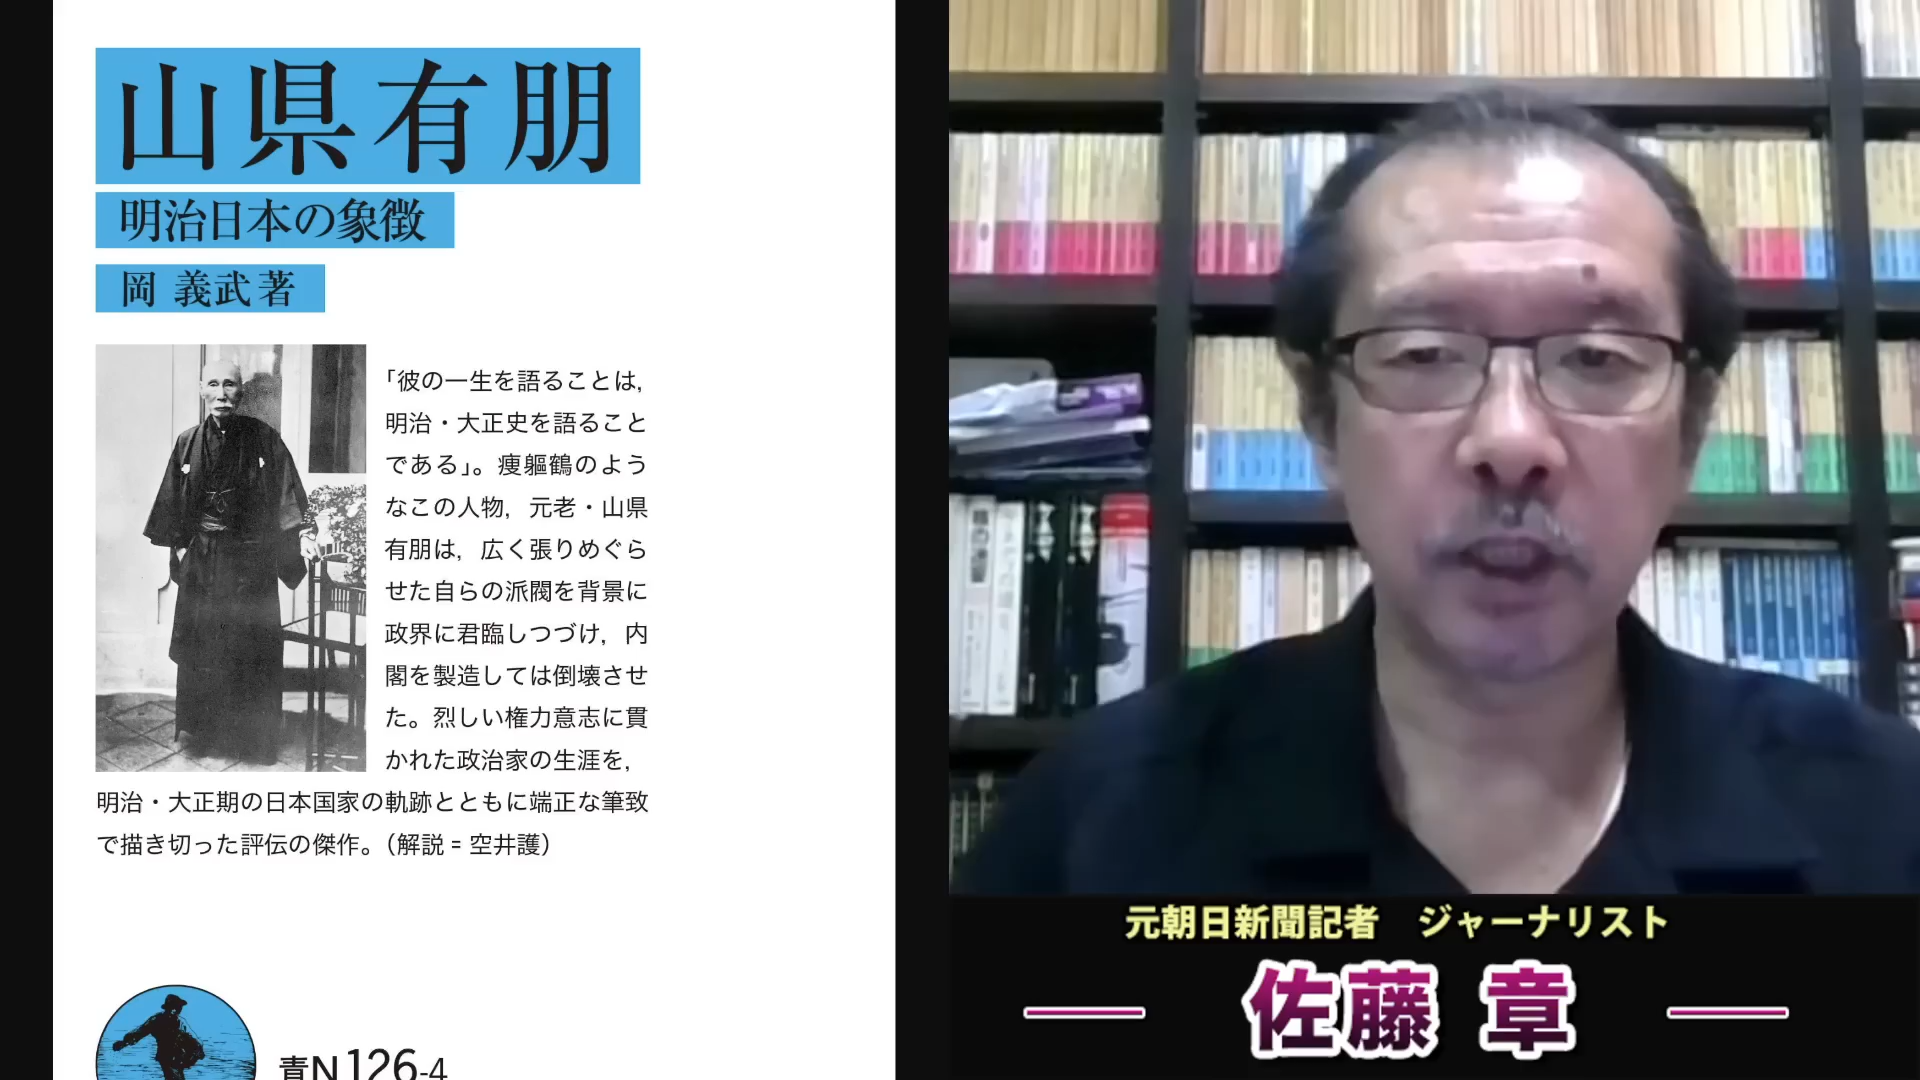 山県有朋
明治日本の象徴
岡 義武 著
「彼の一生を語ることは,
明治・大正史を語ること
である」。痩軀鶴のよう
なこの人物, 元老・山県
有朋は, 広く張りめぐら
せた自らの派閥を背景に
政界に君臨しつづけ, 内
閣を製造しては倒壊させ
た。烈しい権力意志に貫
かれた政治家の生涯を,
明治・大正期の日本国家の軌跡とともに端正な筆致
で描き切った評伝の傑作。(解説 = 空井護)
青N126-4
元朝日新聞記者 ジャーナリスト
佐藤 章